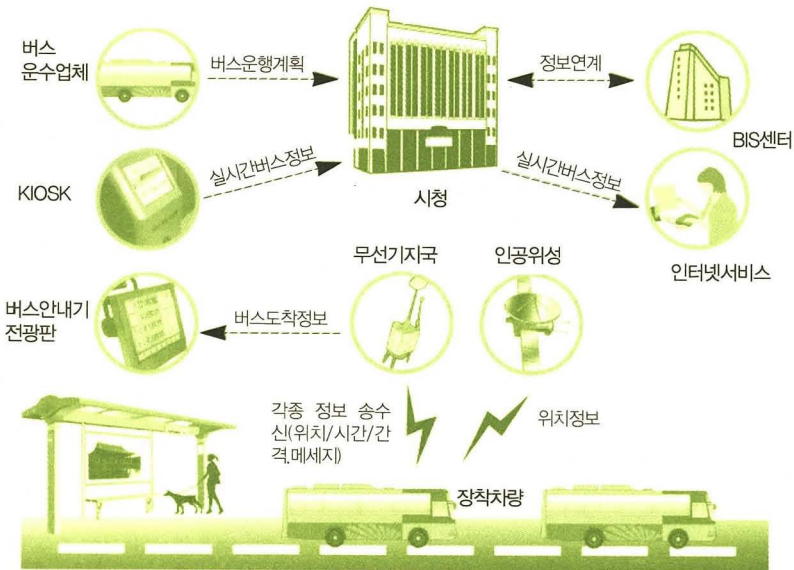 버스
운수업체
버스운행계획
정보연계
BIS센터
KIOSK
실시간버스정보
시청
실시간버스정보
인터넷서비스
무선기지국
인공위성
버스안내기
전광판
버스도착정보
각종 정보 송수
신(위치/시간/간
격.메세지)
위치정보
장착차량